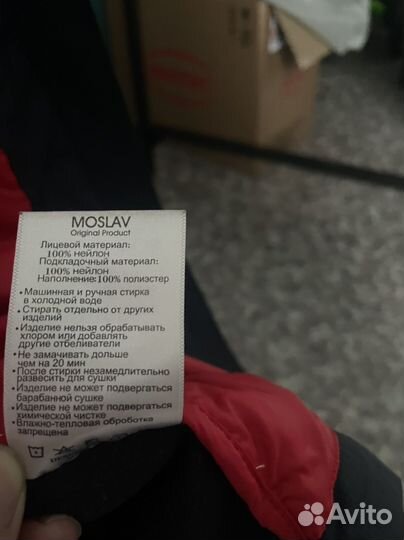 MOSLAV
Original Product
Лицевой материал:
100% нейлон
Подкладочный материал:
100% нейлон
Наполнение:100% полиэстер
• Машинная и ручная стирка
в холодной воде
• Стирать отдельно от других
изделий
• Изделие нельзя обрабатывать
хлором или добавлять
другие отбеливатели
• Не замачивать дольше
чем на 20 мин
• После стирки незамедлительно
развесить для сушки
• Изделие не может подвергаться
барабанной сушке
• Изделие не может подвергаться
химической чистке
• Влажно-тепловая обработка
запрещена
Avito